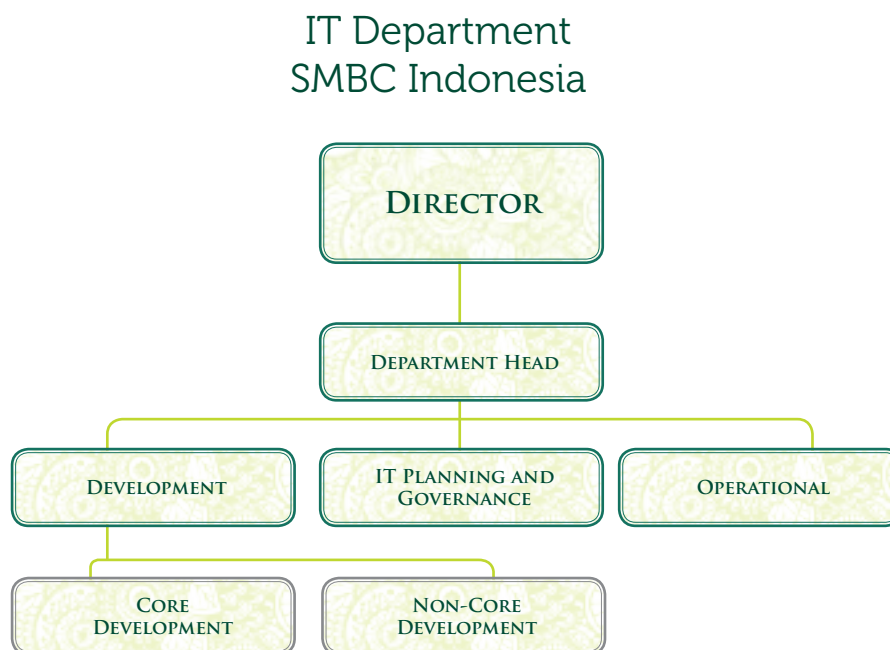 IT Department
SMBC Indonesia
Director
Department Head
Development
IT Planning and
Governance
Operational
Core
Development
Non-Core
Development